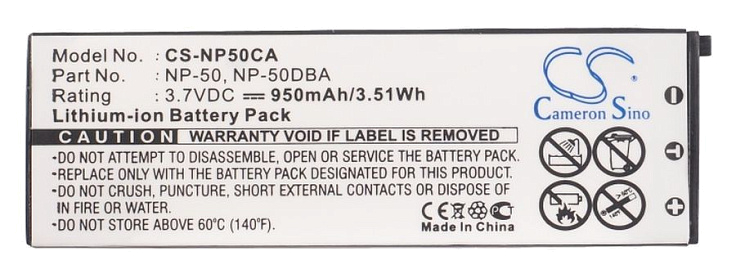 Model No. : CS-NP50CA
Part No. : NP-50, NP-50DBA
Rating : 3.7VDC 950mAh/3.51Wh
Lithium-ion Battery Pack
Cameron Sino
CAUTION WARRANTY VOID IF LABEL IS REMOVED
•DO NOT ATTEMPT TO ASSEMBLE, OPEN OR SERVICE THE BATTERY PACK.
•REPLACE ONLY WITH THE BATTERY PACK DESIGNATED FOR THIS PRODUCT.
•DO NOT CRUSH, PUNCTURE, SHORT EXTERNAL CONTACTS OR DISPOSE OF
IN FIRE OR WATER.
•DO NOT STORE ABOVE 60°C (140°F).
CE
Made In China
T